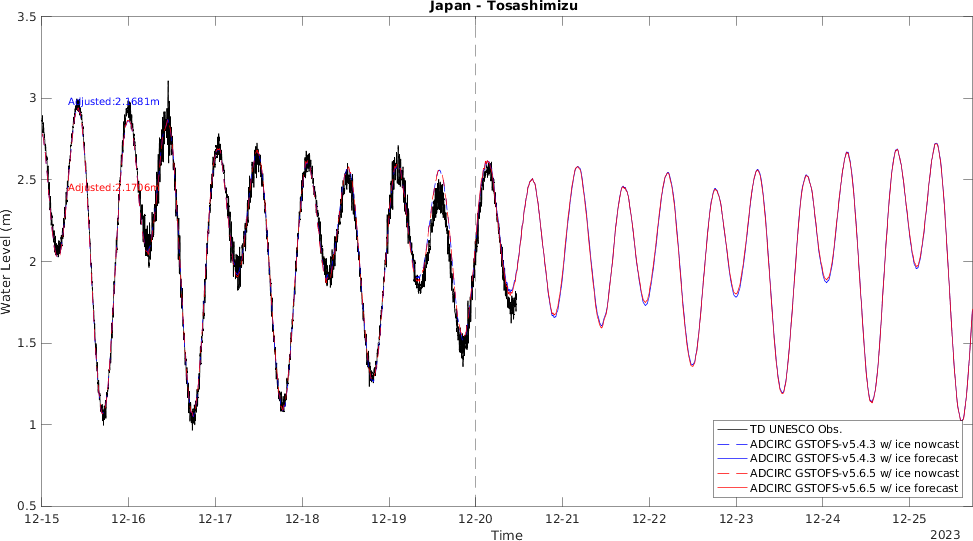 Japan - Tosashimizu
3.5
3
2.5
2
1.5
1
0.5
Water Level (m)
Adjusted:2.1681m
Adjusted:2.1706m
TD UNESCO Obs.
ADCIRC GSTOFS-v5.4.3 w/ ice nowcast
ADCIRC GSTOFS-v5.4.3 w/ ice forecast
ADCIRC GSTOFS-v5.6.5 w/ ice nowcast
ADCIRC GSTOFS-v5.6.5 w/ ice forecast
12-15 12-16 12-17 12-18 12-19 12-20 12-21 12-22 12-23 12-24 12-25
Time
2023